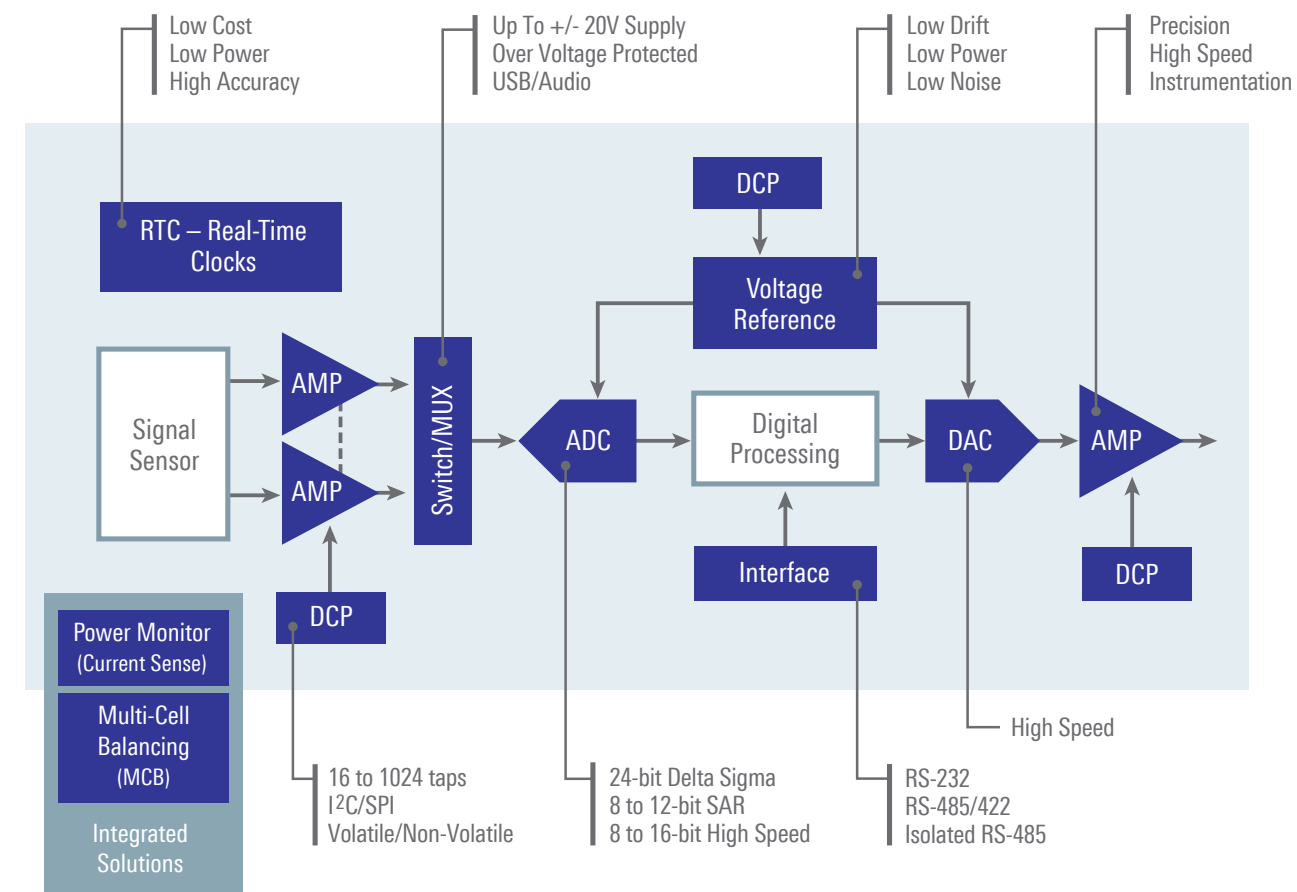 Low Cost
Low Power
High Accuracy
Up To +/- 20V Supply
Over Voltage Protected
USB/Audio
Low Drift
Low Power
Low Noise
Precision
High Speed
Instrumentation
RTC – Real-Time
Clocks
DCP
Voltage
Reference
Signal
Sensor
AMP
AMP
Switch/MUX
ADC
Digital
Processing
DAC
AMP
DCP
Interface
DCP
Power Monitor
(Current Sense)
Multi-Cell
Balancing
(MCB)
Integrated
Solutions
16 to 1024 taps
I2C/SPI
Volatile/Non-Volatile
24-bit Delta Sigma
8 to 12-bit SAR
8 to 16-bit High Speed
High Speed
RS-232
RS-485/422
Isolated RS-485